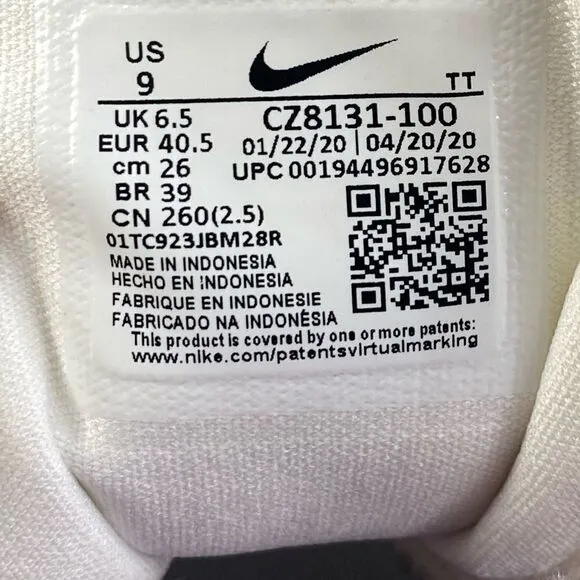 US
9
TT
UK 6.5
EUR 40.5
cm 26
BR 39
CN 260(2.5)
CZ8131-100
01/22/20 | 04/20/20
UPC 00194496917628
01TC923JBM28R
MADE IN INDONESIA
HECHO EN INDONESIA
FABRIQUE EN INDONESIE
FABRICADO NA INDONÉSIA
This product is covered by one or more patents:
www.nike.com/patentsvirtualmarking